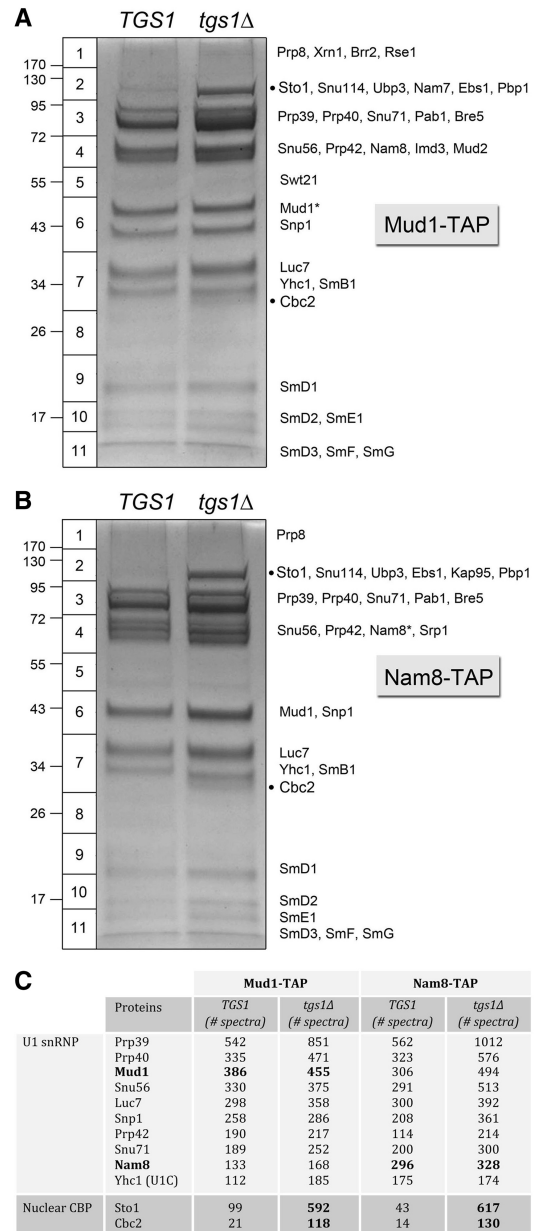 A
TGS1 tgs1Δ
1 Prp8, Xrn1, Brr2, Rse1
170
130
2 • Sto1, Snu114, Ubp3, Nam7, Ebs1, Pbp1
95
3 Prp39, Prp40, Snu71, Pab1, Bre5
72
4 Snu56, Prp42, Nam8, Imd3, Mud2
55 5 Swt21
6 Mud1*
43 Snp1
Mud1-TAP
7 Luc7
34 Yhc1, SmB1
• Cbc2
26 8
9 SmD1
17 10 SmD2, SmE1
11 SmD3, SmF, SmG
B
TGS1 tgs1Δ
1 Prp8
170
130
2 • Sto1, Snu114, Ubp3, Ebs1, Kap95, Pbp1
95
3 Prp39, Prp40, Snu71, Pab1, Bre5
72
4 Snu56, Prp42, Nam8*, Srp1
55 5
Nam8-TAP
43 6 Mud1, Snp1
7 Luc7
34 Yhc1, SmB1
• Cbc2
26 8
9 SmD1
17 10 SmD2
SmE1
11 SmD3, SmF, SmG
C
Mud1-TAP Nam8-TAP
Proteins TGS1 (# spectra) tgs1Δ (# spectra) TGS1 (# spectra) tgs1Δ (# spectra)
U1 snRNP Prp39 542 851 562 1012
Prp40 335 471 323 576
Mud1 386 455 306 494
Snu56 330 375 291 513
Luc7 298 358 300 392
Snp1 258 286 208 361
Prp42 190 217 114 214
Snu71 189 252 200 300
Nam8 133 168 296 328
Yhc1 (U1C) 112 185 175 174
Nuclear CBP Sto1 99 592 43 617
Cbc2 21 118 14 130